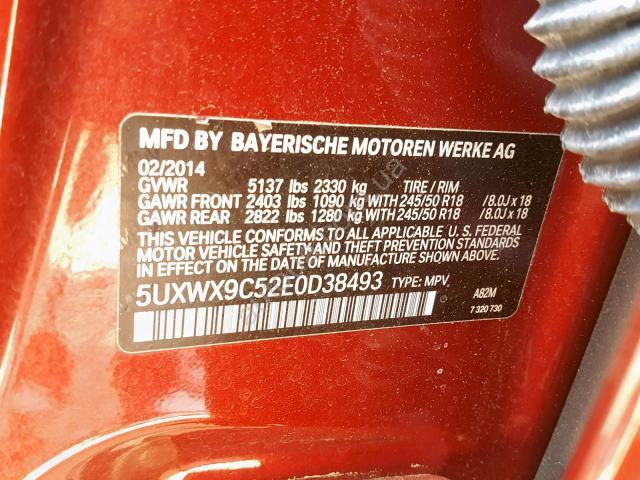 MFD BY BAYERISCHE MOTOREN WERKE AG
02/2014
GVWR 5137 lbs 2330 kg TIRE / RIM
GAWR FRONT 2403 lbs 1090 kg WITH 245/50 R18 / 8.0J x 18
GAWR REAR 2822 lbs 1280 kg WITH 245/50 R18 / 8.0J x 18
THIS VEHICLE CONFORMS TO ALL APPLICABLE U. S. FEDERAL
MOTOR VEHICLE SAFETY AND THEFT PREVENTION STANDARDS
IN EFFECT ON THE DATE OF MANUFACTURE SHOWN ABOVE.
5UXWX9C52E0D38493 TYPE: MPV. A82M
7 320 730